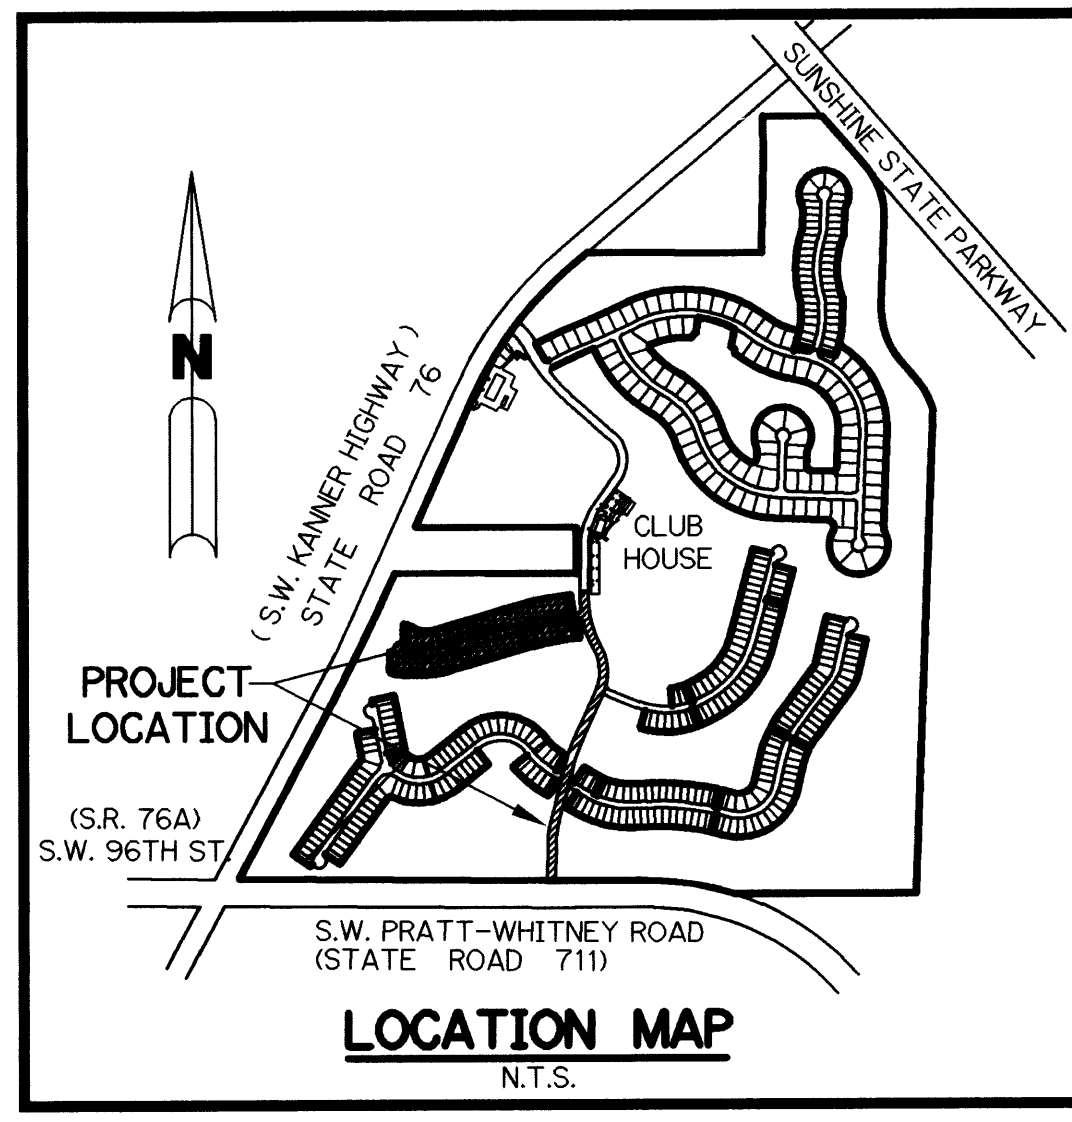 SUNSHINE STATE PARKWAY
N
(S.W. KANNER HIGHWAY)
STATE ROAD 76
CLUB
HOUSE
PROJECT
LOCATION
(S.R. 76A)
S.W. 96TH ST.
S.W. PRATT-WHITNEY ROAD
(STATE ROAD 711)
LOCATION MAP
N.T.S.